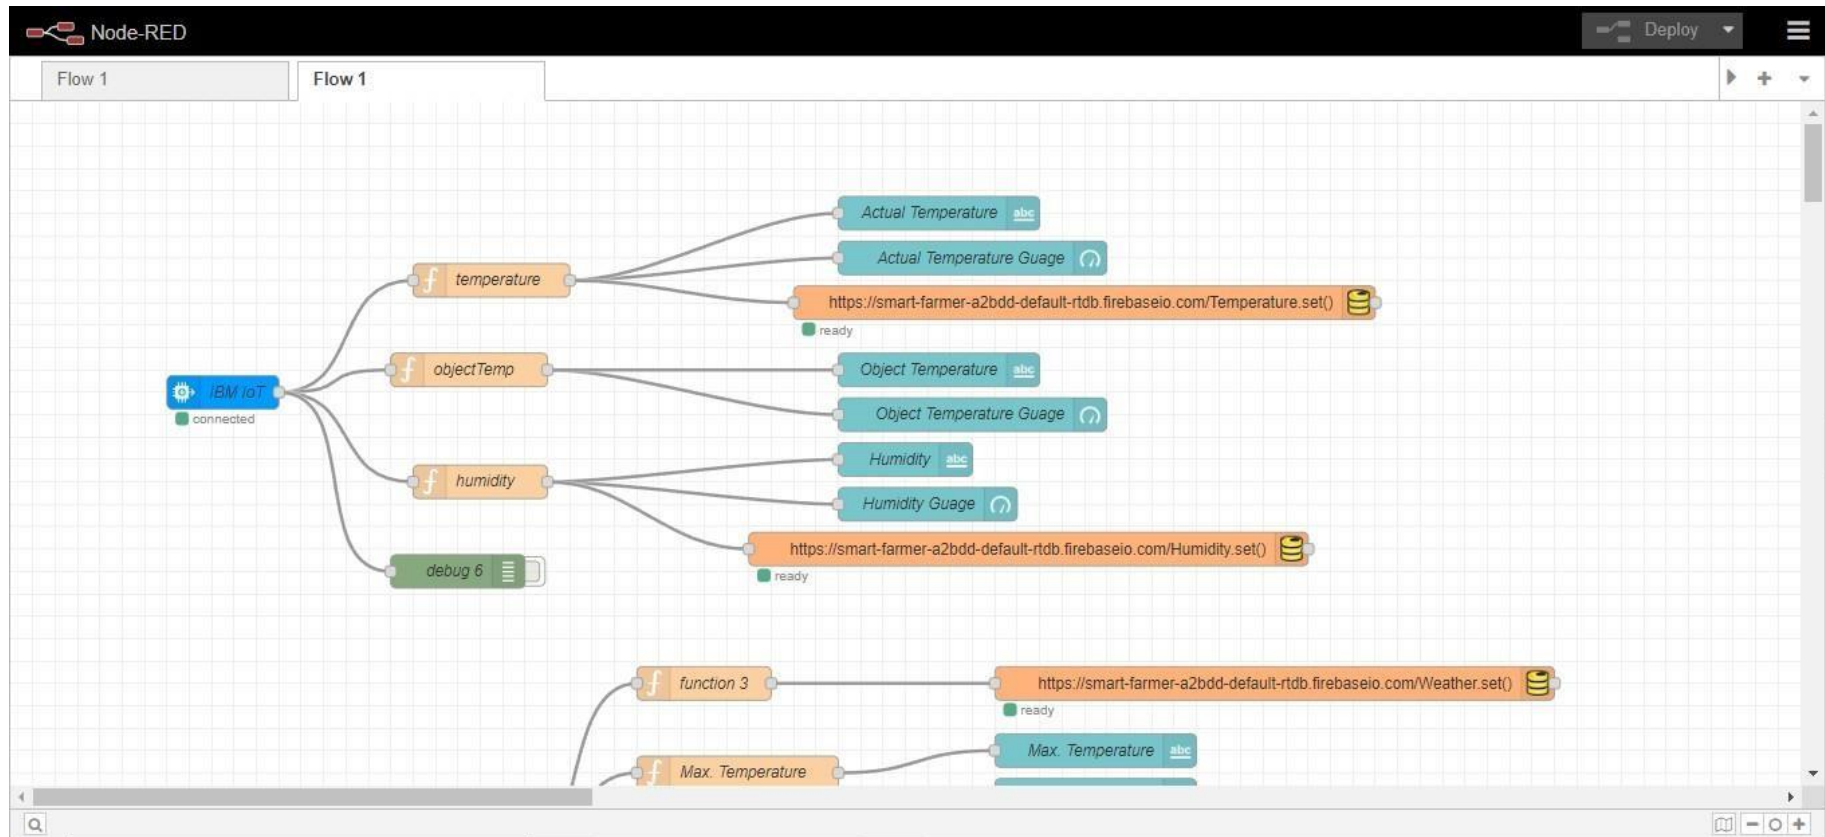 Node-RED
Deploy
Flow 1
Flow 1
Actual Temperature abc
Actual Temperature Guage
temperature
https://smart-farmer-a2bdd-default-rtdb.firebaseio.com/Temperature.set()
ready
objectTemp
Object Temperature abc
IBM IoT
connected
Object Temperature Guage
Humidity abc
humidity
Humidity Guage
https://smart-farmer-a2bdd-default-rtdb.firebaseio.com/Humidity.set()
debug 6
ready
function 3
https://smart-farmer-a2bdd-default-rtdb.firebaseio.com/Weather.set()
ready
Max. Temperature abc
Max. Temperature